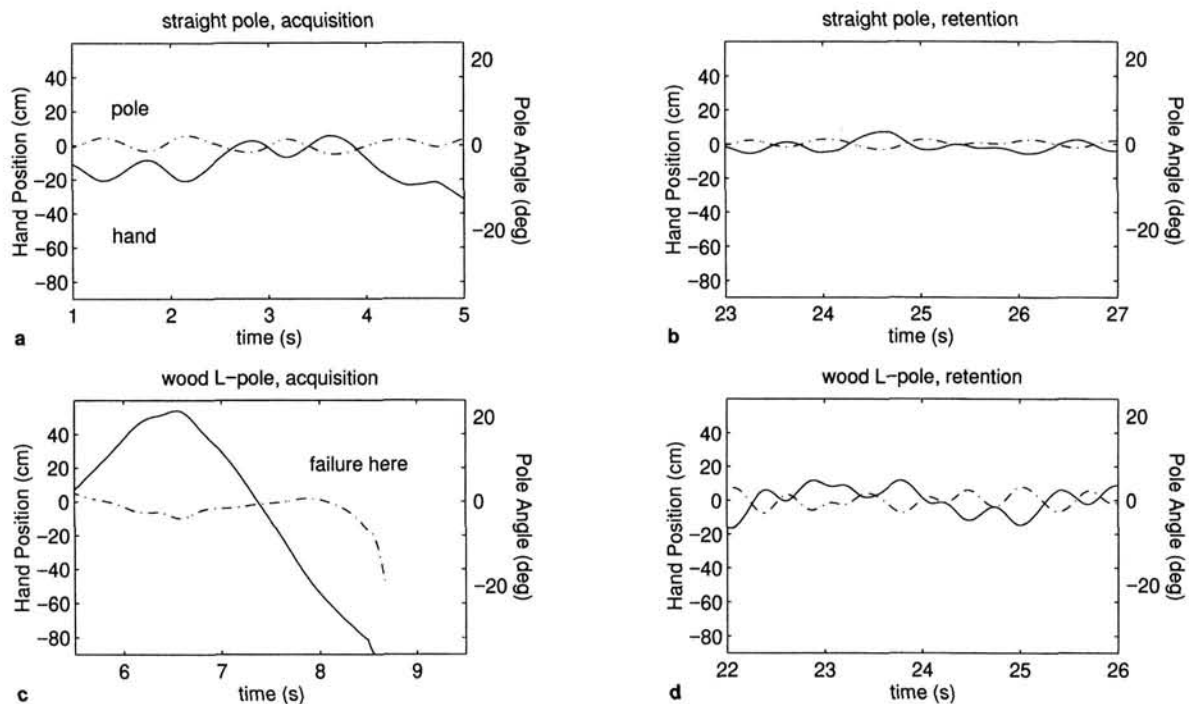 straight pole, acquisition
Hand Position (cm)
40
20
0
−20
−40
−60
−80
pole
hand
20
0
−20
Pole Angle (deg)
1 2 3 4 5
time (s)
a
straight pole, retention
Hand Position (cm)
40
20
0
−20
−40
−60
−80
20
0
−20
Pole Angle (deg)
23 24 25 26 27
time (s)
b
wood L−pole, acquisition
Hand Position (cm)
40
20
0
−20
−40
−60
−80
failure here
20
0
−20
Pole Angle (deg)
6 7 8 9
time (s)
c
wood L−pole, retention
Hand Position (cm)
40
20
0
−20
−40
−60
−80
20
0
−20
Pole Angle (deg)
22 23 24 25 26
time (s)
d